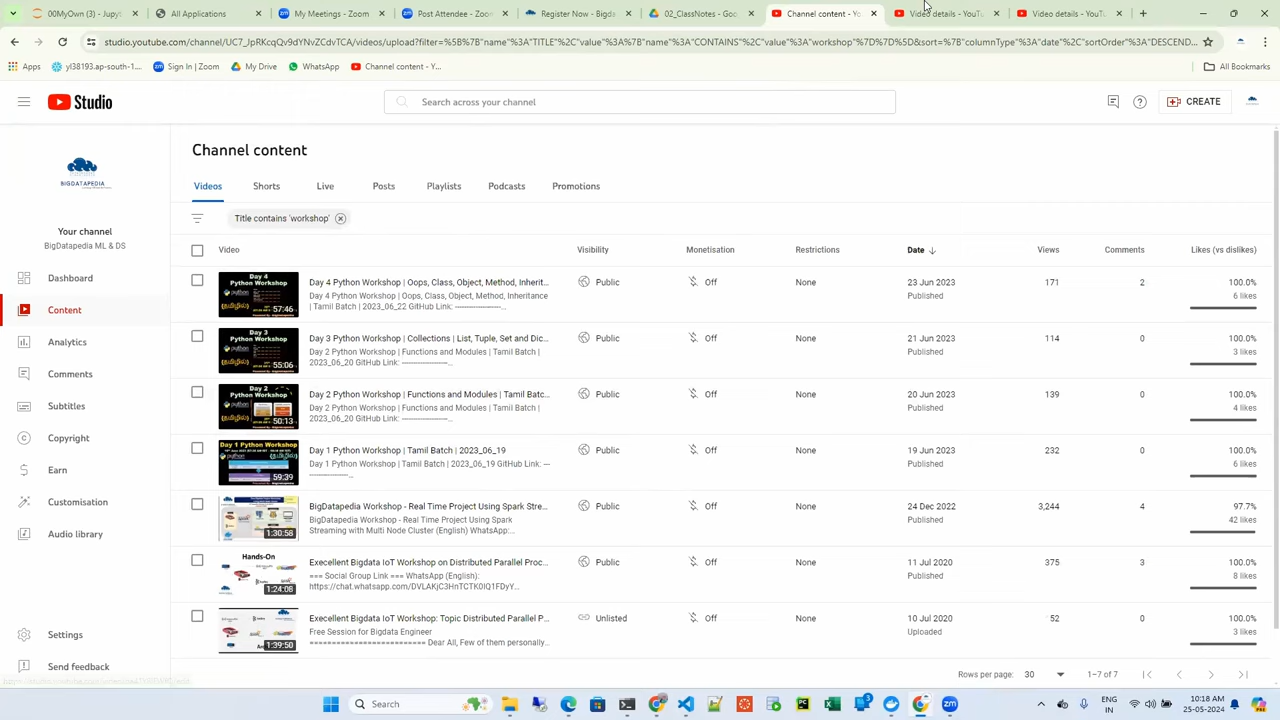 00MyDocs (3)
All Applications
My Meetings - Zoom
Post Attendee - Zoom
Register Now - Bigd
02_ClassNotes - Goo
Channel content - Yo
Video details - YouT
Video details - YouT
studio.youtube.com/channel/UC7_JpRKcqQv9dYNvZCdvTCA/videos/upload?filter=%5B%7B"name"%3A"TITLE"%2C"value"%3A%7B"name"%3A"CONTAINS"%2C"value"%3A"workshop"%7D%7D%5D&sort=%7B"columnType"%3A"date"%2C"sortOrder"%3A"DESCEND...
Apps
yl38193.ap-south-1....
Sign In | Zoom
My Drive
WhatsApp
Channel content - Y...
All Bookmarks
Studio
Search across your channel
CREATE
Channel content
BIGDATAPEDIA
Videos
Shorts
Live
Posts
Playlists
Podcasts
Promotions
Title contains 'workshop'
Your channel
BigDatapedia ML & DS
Dashboard
Content
Analytics
Comments
Subtitles
Copyright
Earn
Customisation
Audio library
Settings
Send feedback
Video
Visibility
Monetisation
Restrictions
Date
Views
Comments
Likes (vs dislikes)
Day 4
Python Workshop
python
(தமிழில்)
57:46
Day 4 Python Workshop | Oops, Class, Object, Method, Inherit...
Day 4 Python Workshop | Oops, Class, Object, Method, Inheritance
| Tamil Batch | 2023_06_22 GitHub Link: -------------------...
Public
Off
None
23 Jun 2023
Published
171
0
100.0%
6 likes
Day 3
Python Workshop
python
(தமிழில்)
55:06
Day 3 Python Workshop | Collections | List, Tuple, Set and Dic...
Day 2 Python Workshop | Functions and Modules | Tamil Batch |
2023_06_20 GitHub Link: -------------------...
Public
Off
None
21 Jun 2023
Published
114
0
100.0%
3 likes
Day 2
Python Workshop
python
(தமிழில்)
50:13
Day 2 Python Workshop | Functions and Modules | Tamil Batc...
Day 2 Python Workshop | Functions and Modules | Tamil Batch |
2023_06_20 GitHub Link: -------------------...
Public
Off
None
20 Jun 2023
Published
139
0
100.0%
4 likes
Day 1 Python Workshop
python
(தமிழில்)
59:39
Day 1 Python Workshop | Tamil Batch | 2023_06_19
Day 1 Python Workshop | Tamil Batch | 2023_06_19 GitHub Link: ---
----------------...
Public
Off
None
19 Jun 2023
Published
292
0
100.0%
6 likes
1:30:58
BigDatapedia Workshop - Real Time Project Using Spark Stre...
BigDatapedia Workshop - Real Time Project Using Spark
Streaming with Multi Node Cluster (English) WhatsApp:...
Public
Off
None
24 Dec 2022
Published
3,244
4
97.7%
42 likes
Hands-On
1:24:08
Execellent Bigdata IoT Workshop on Distributed Parallel Proc...
=== Social Group Link === WhatsApp (English):
https://chat.whatsapp.com/DVLAKjC3HnTCTK0IQ1FDyY...
Public
Off
None
11 Jul 2020
Published
375
3
100.0%
8 likes
1:39:50
Execellent Bigdata IoT Workshop: Topic Distributed Parallel P...
Free Session for Bigdata Engineer
========================= Dear All, Few of them personally...
Unlisted
Off
None
10 Jul 2020
Uploaded
52
0
100.0%
3 likes
Rows per page:
30
1–7 of 7
Search
ENG
IN
10:18 AM
25-05-2024